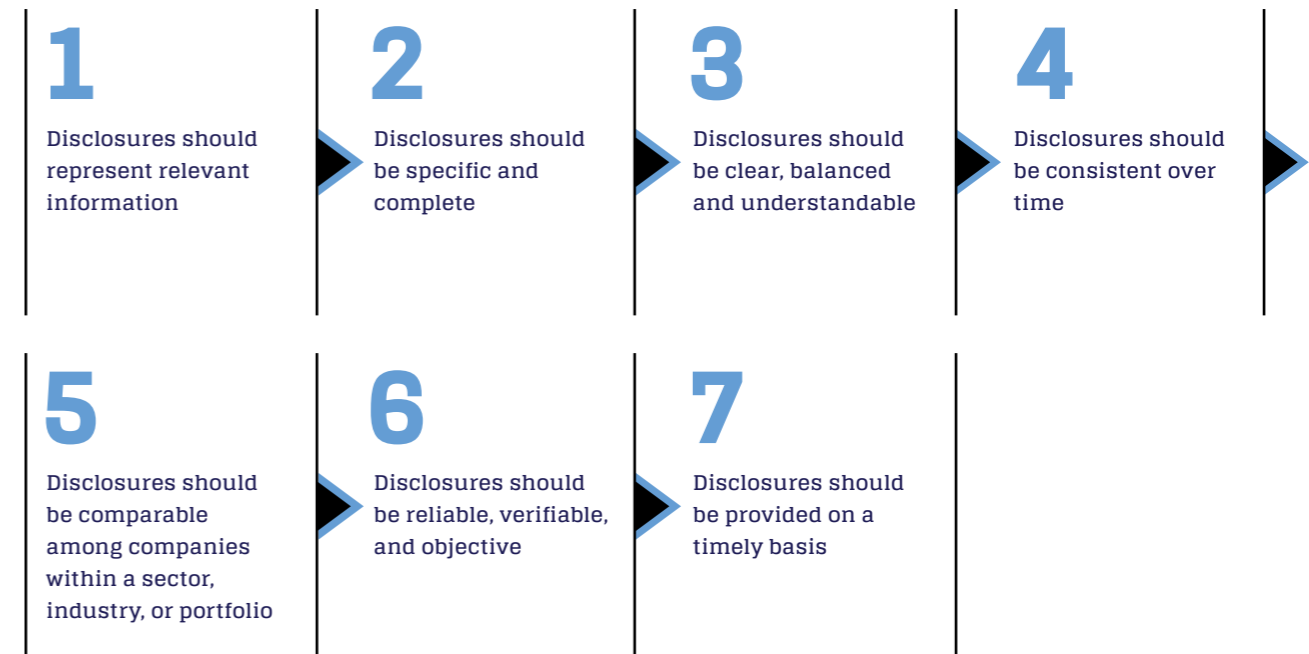 1
Disclosures should
represent relevant
information
2
Disclosures should
be specific and
complete
3
Disclosures should
be clear, balanced
and understandable
4
Disclosures should
be consistent over
time
5
Disclosures should
be comparable
among companies
within a sector,
industry, or portfolio
6
Disclosures should
be reliable, verifiable,
and objective
7
Disclosures should
be provided on a
timely basis